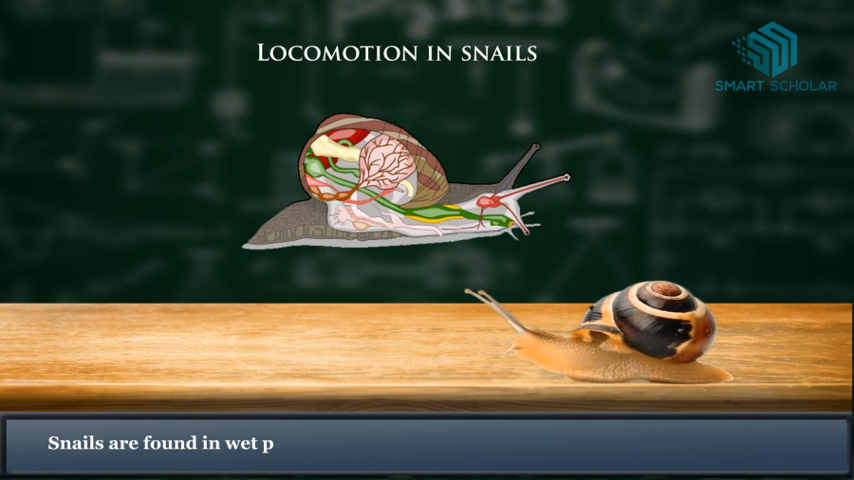 LOCOMOTION IN SNAILS
SMART SCHOLAR
Snails are found in wet p